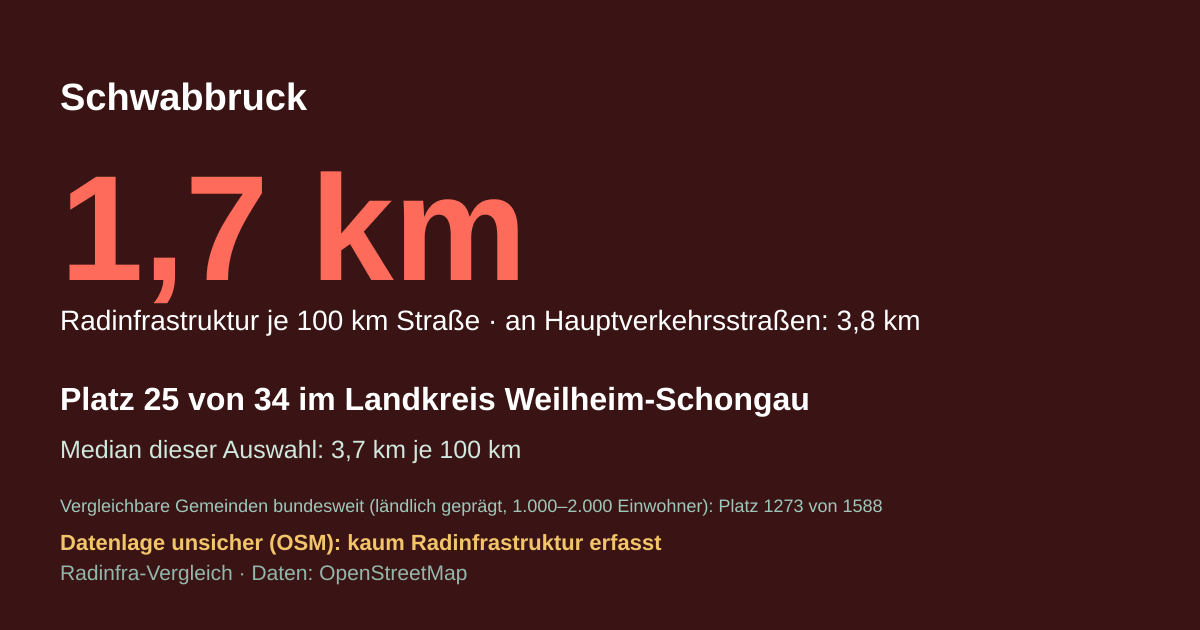 Schwabbruck
1,7 km
Radinfrastruktur je 100 km Straße · an Hauptverkehrsstraßen: 3,8 km
Platz 25 von 34 im Landkreis Weilheim-Schongau
Median dieser Auswahl: 3,7 km je 100 km
Vergleichbare Gemeinden bundesweit (ländlich geprägt, 1.000–2.000 Einwohner): Platz 1273 von 1588
Datenlage unsicher (OSM): kaum Radinfrastruktur erfasst
Radinfra-Vergleich · Daten: OpenStreetMap